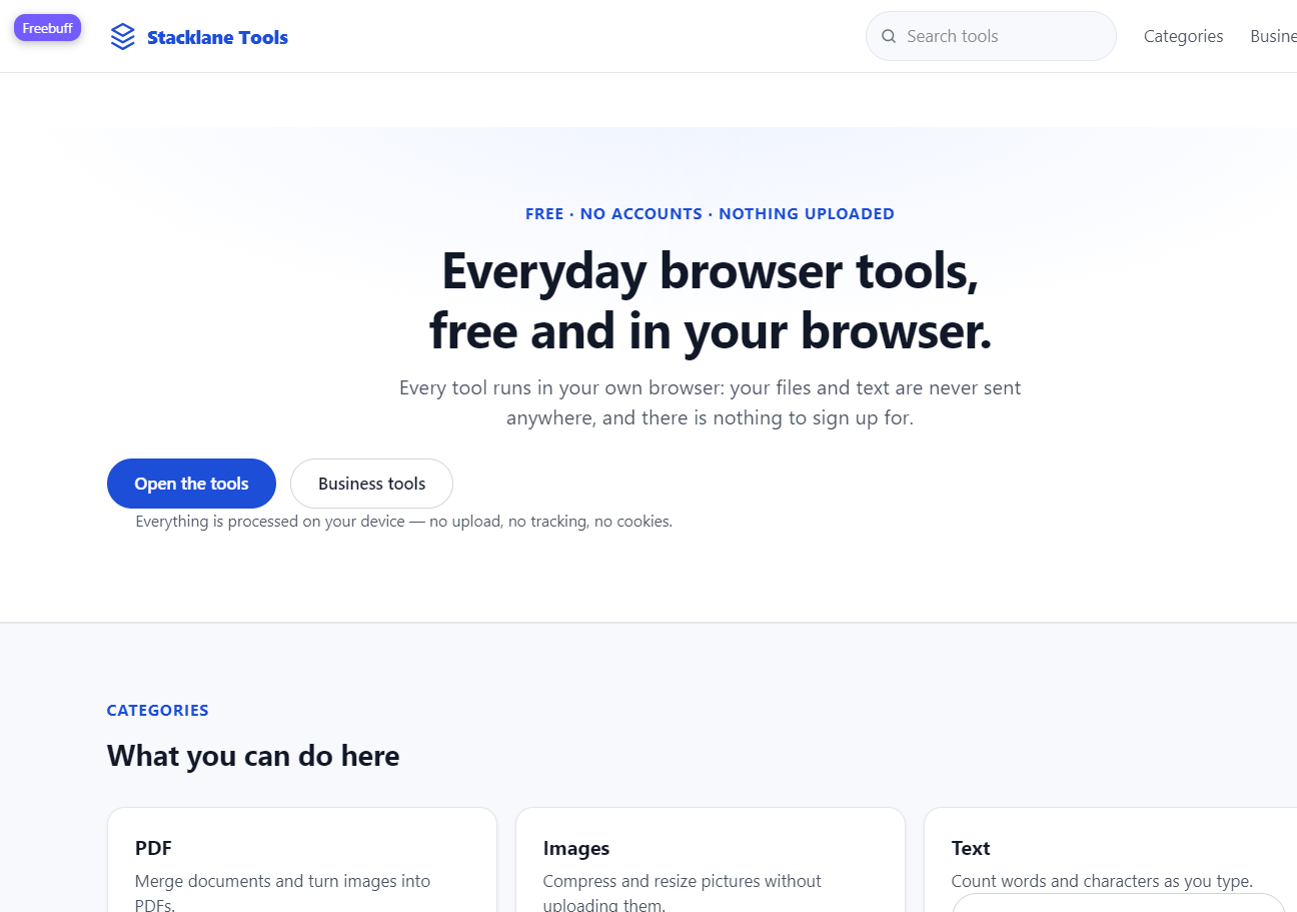 Freebuff
Stacklane Tools
Search tools
Categories
Busine
FREE · NO ACCOUNTS · NOTHING UPLOADED
Everyday browser tools,
free and in your browser.
Every tool runs in your own browser: your files and text are never sent
anywhere, and there is nothing to sign up for.
Open the tools
Business tools
Everything is processed on your device — no upload, no tracking, no cookies.
CATEGORIES
What you can do here
PDF
Merge documents and turn images into
PDFs.
Images
Compress and resize pictures without
uploading them.
Text
Count words and characters as you type.